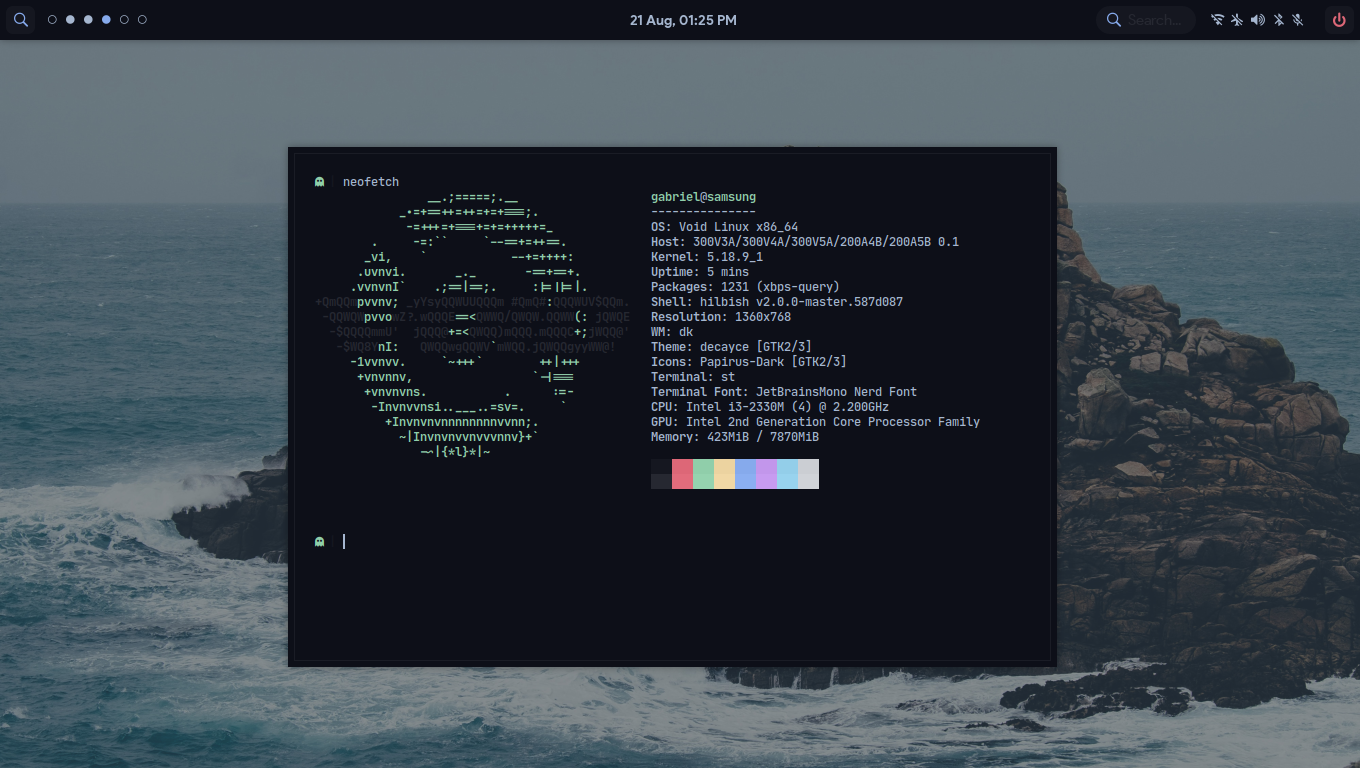 21 Aug, 01:25 PM
Search...
neofetch
gabriel@samsung
---------------
OS: Void Linux x86_64
Host: 300V3A/300V4A/300V5A/200A4B/200A5B 0.1
Kernel: 5.18.9_1
Uptime: 5 mins
Packages: 1231 (xbps-query)
Shell: hilbish v2.0.0-master.587d087
Resolution: 1360x768
WM: dk
Theme: decayce [GTK2/3]
Icons: Papirus-Dark [GTK2/3]
Terminal: st
Terminal Font: JetBrainsMono Nerd Font
CPU: Intel i3-2330M (4) @ 2.200GHz
GPU: Intel 2nd Generation Core Processor Family
Memory: 423MiB / 7870MiB